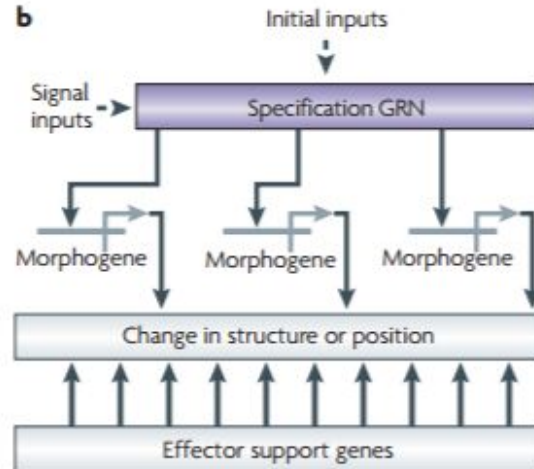 b
Initial inputs
Signal
inputs
Specification GRN
Morphogene
Morphogene
Morphogene
Change in structure or position
Effector support genes